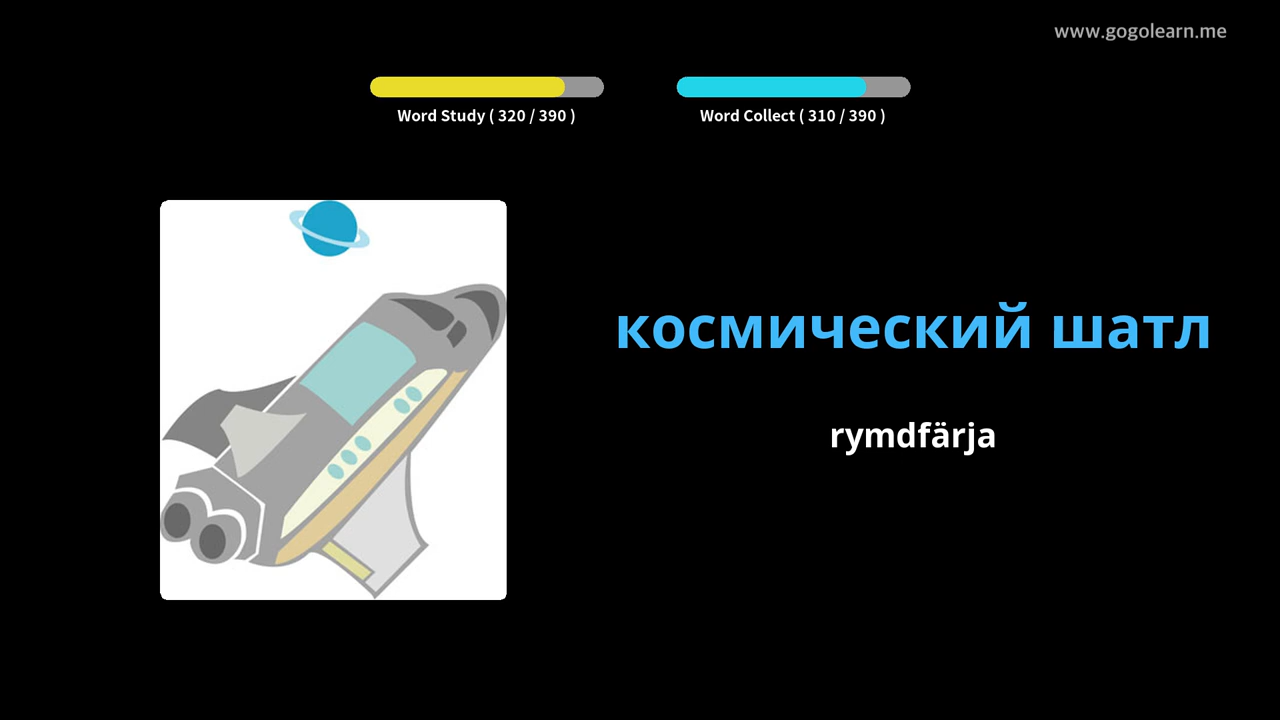 www.gogolearn.me
Word Study ( 320 / 390 )
Word Collect ( 310 / 390 )
космический шатл
rymdfärja